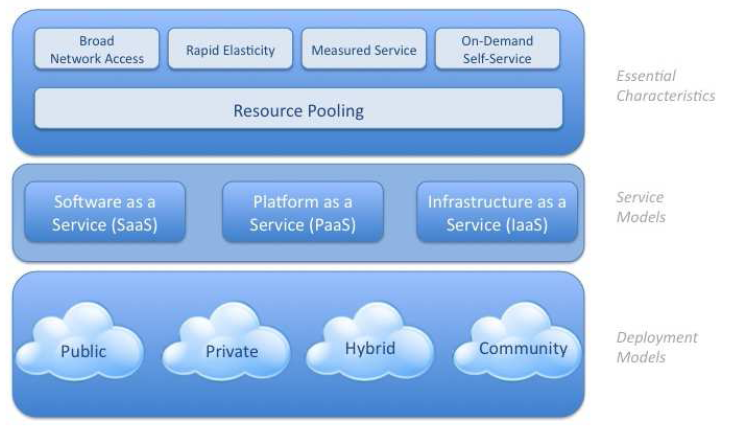 Broad
Network Access
Rapid Elasticity
Measured Service
On-Demand
Self-Service
Resource Pooling
Essential
Characteristics
Software as a
Service (SaaS)
Platform as a
Service (PaaS)
Infrastructure as a
Service (IaaS)
Service
Models
Public
Private
Hybrid
Community
Deployment
Models